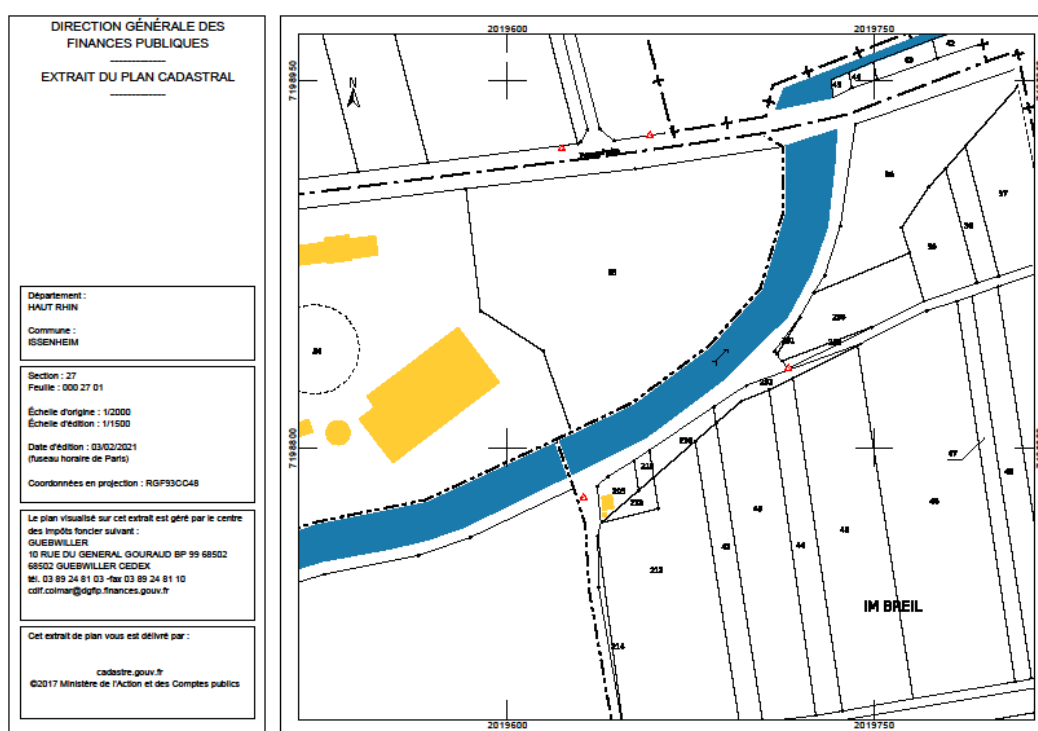 DIRECTION GÉNÉRALE DES
FINANCES PUBLIQUES
-------------
EXTRAIT DU PLAN CADASTRAL
-------------
Département :
HAUT RHIN
Commune :
ISSENHEIM
Section : 27
Feuille : 000 27 01
Échelle d'origine : 1/2000
Échelle d'édition : 1/1500
Date d'édition : 03/02/2021
(fuseau horaire de Paris)
Coordonnées en projection : RGF93CC48
Le plan visualisé sur cet extrait est géré par le centre
des impôts foncier suivant :
GUEBWILLER
10 RUE DU GENERAL GOURAUD BP 99 68502
68502 GUEBWILLER CEDEX
tél. 03 89 24 81 03 -fax 03 89 24 81 10
cdif.colmar@dgfip.finances.gouv.fr
Cet extrait de plan vous est délivré par :
cadastre.gouv.fr
©2017 Ministère de l'Action et des Comptes publics
2019600
2019750
7198950
N
37
212
214
44
47
IM BREIL
7198800
2019600
2019750